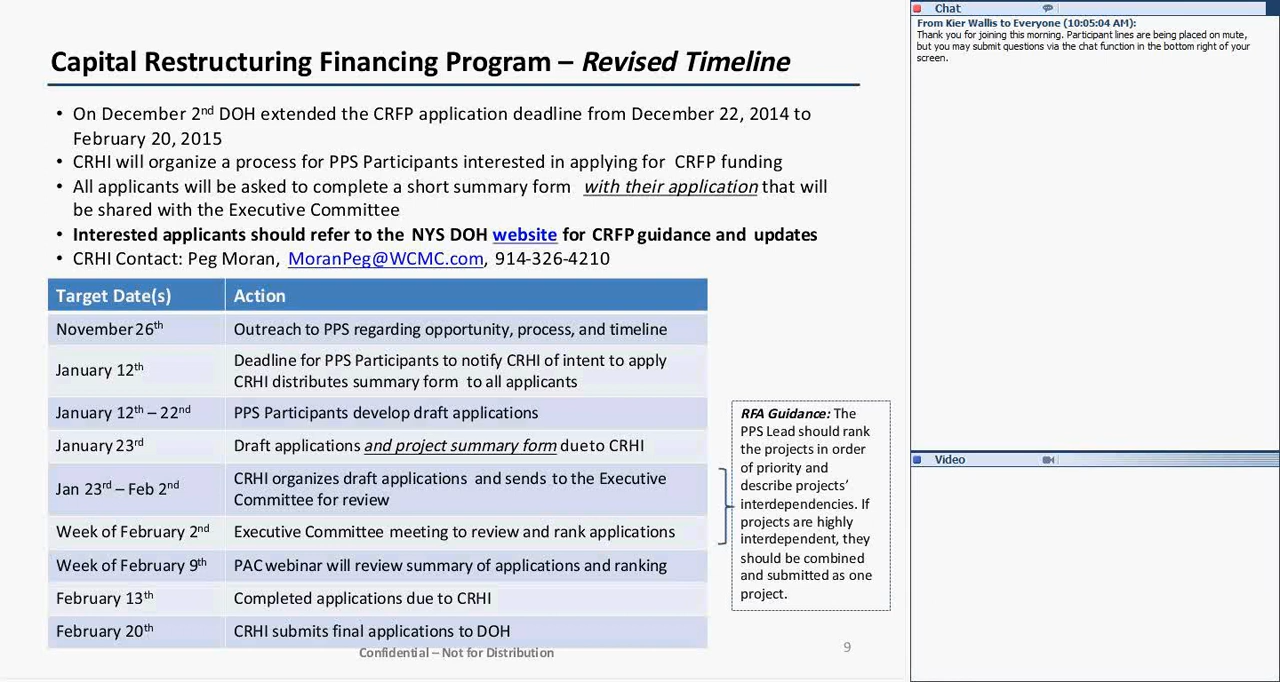 Capital Restructuring Financing Program – Revised Timeline
• On December 2nd DOH extended the CRFP application deadline from December 22, 2014 to
February 20, 2015
• CRHI will organize a process for PPS Participants interested in applying for CRFP funding
• All applicants will be asked to complete a short summary form with their application that will
be shared with the Executive Committee
• Interested applicants should refer to the NYS DOH website for CRFP guidance and updates
• CRHI Contact: Peg Moran, MoranPeg@WCMC.com, 914-326-4210
Target Date(s) Action
November 26th Outreach to PPS regarding opportunity, process, and timeline
January 12th Deadline for PPS Participants to notify CRHI of intent to apply
CRHI distributes summary form to all applicants
January 12th – 22nd PPS Participants develop draft applications
January 23rd Draft applications and project summary form due to CRHI
Jan 23rd – Feb 2nd CRHI organizes draft applications and sends to the Executive
Committee for review
Week of February 2nd Executive Committee meeting to review and rank applications
Week of February 9th PAC webinar will review summary of applications and ranking
February 13th Completed applications due to CRHI
February 20th CRHI submits final applications to DOH
RFA Guidance: The
PPS Lead should rank
the projects in order
of priority and
describe projects'
interdependencies. If
projects are highly
interdependent, they
should be combined
and submitted as one
project.
Confidential – Not for Distribution
9
Chat
From Kier Wallis to Everyone (10:05:04 AM):
Thank you for joining this morning. Participant lines are being placed on mute,
but you may submit questions via the chat function in the bottom right of your
screen.
Video